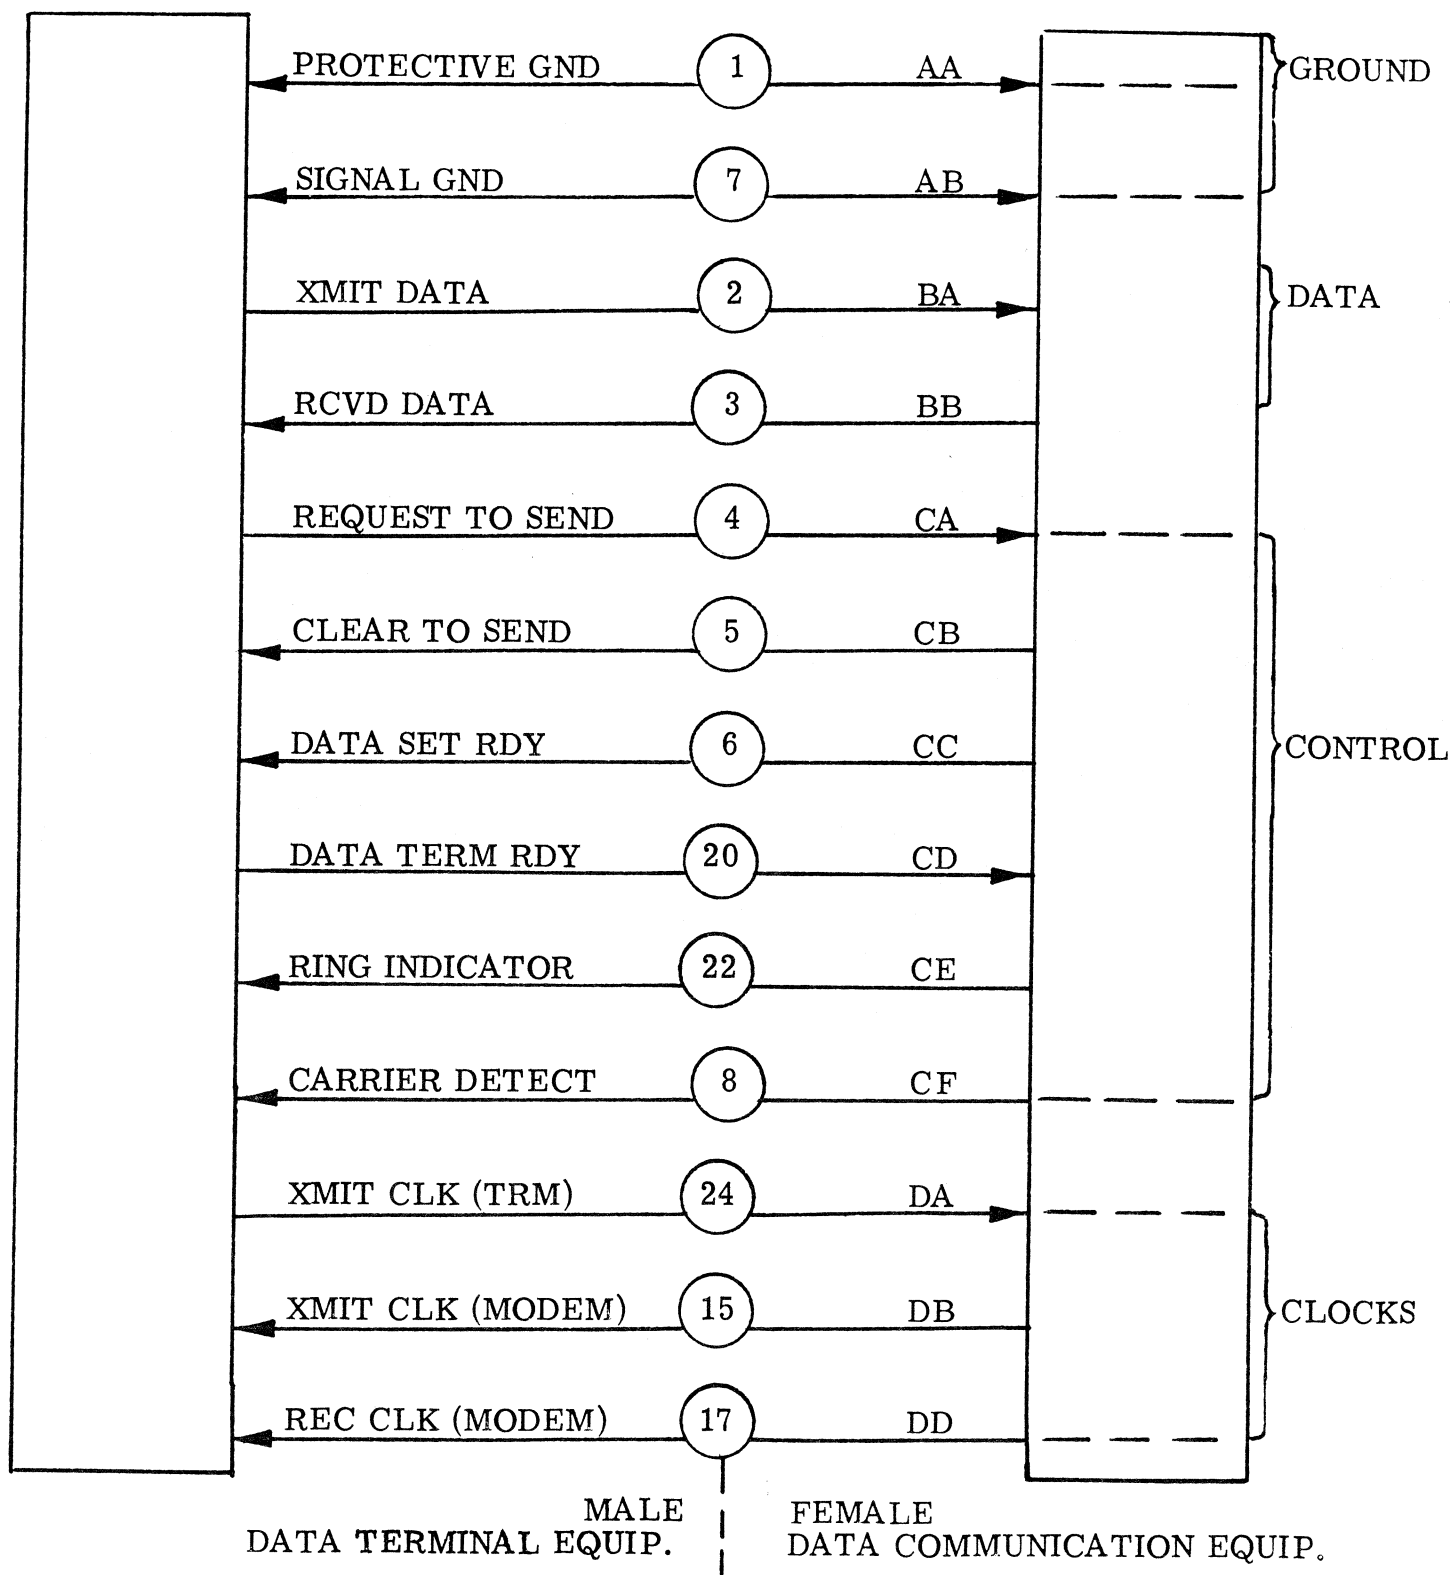 PROTECTIVE GND 1 AA GROUND
SIGNAL GND 7 AB
XMIT DATA 2 BA DATA
RCVD DATA 3 BB
REQUEST TO SEND 4 CA
CLEAR TO SEND 5 CB
DATA SET RDY 6 CC CONTROL
DATA TERM RDY 20 CD
RING INDICATOR 22 CE
CARRIER DETECT 8 CF
XMIT CLK (TRM) 24 DA
XMIT CLK (MODEM) 15 DB CLOCKS
REC CLK (MODEM) 17 DD
MALE FEMALE
DATA TERMINAL EQUIP. DATA COMMUNICATION EQUIP.